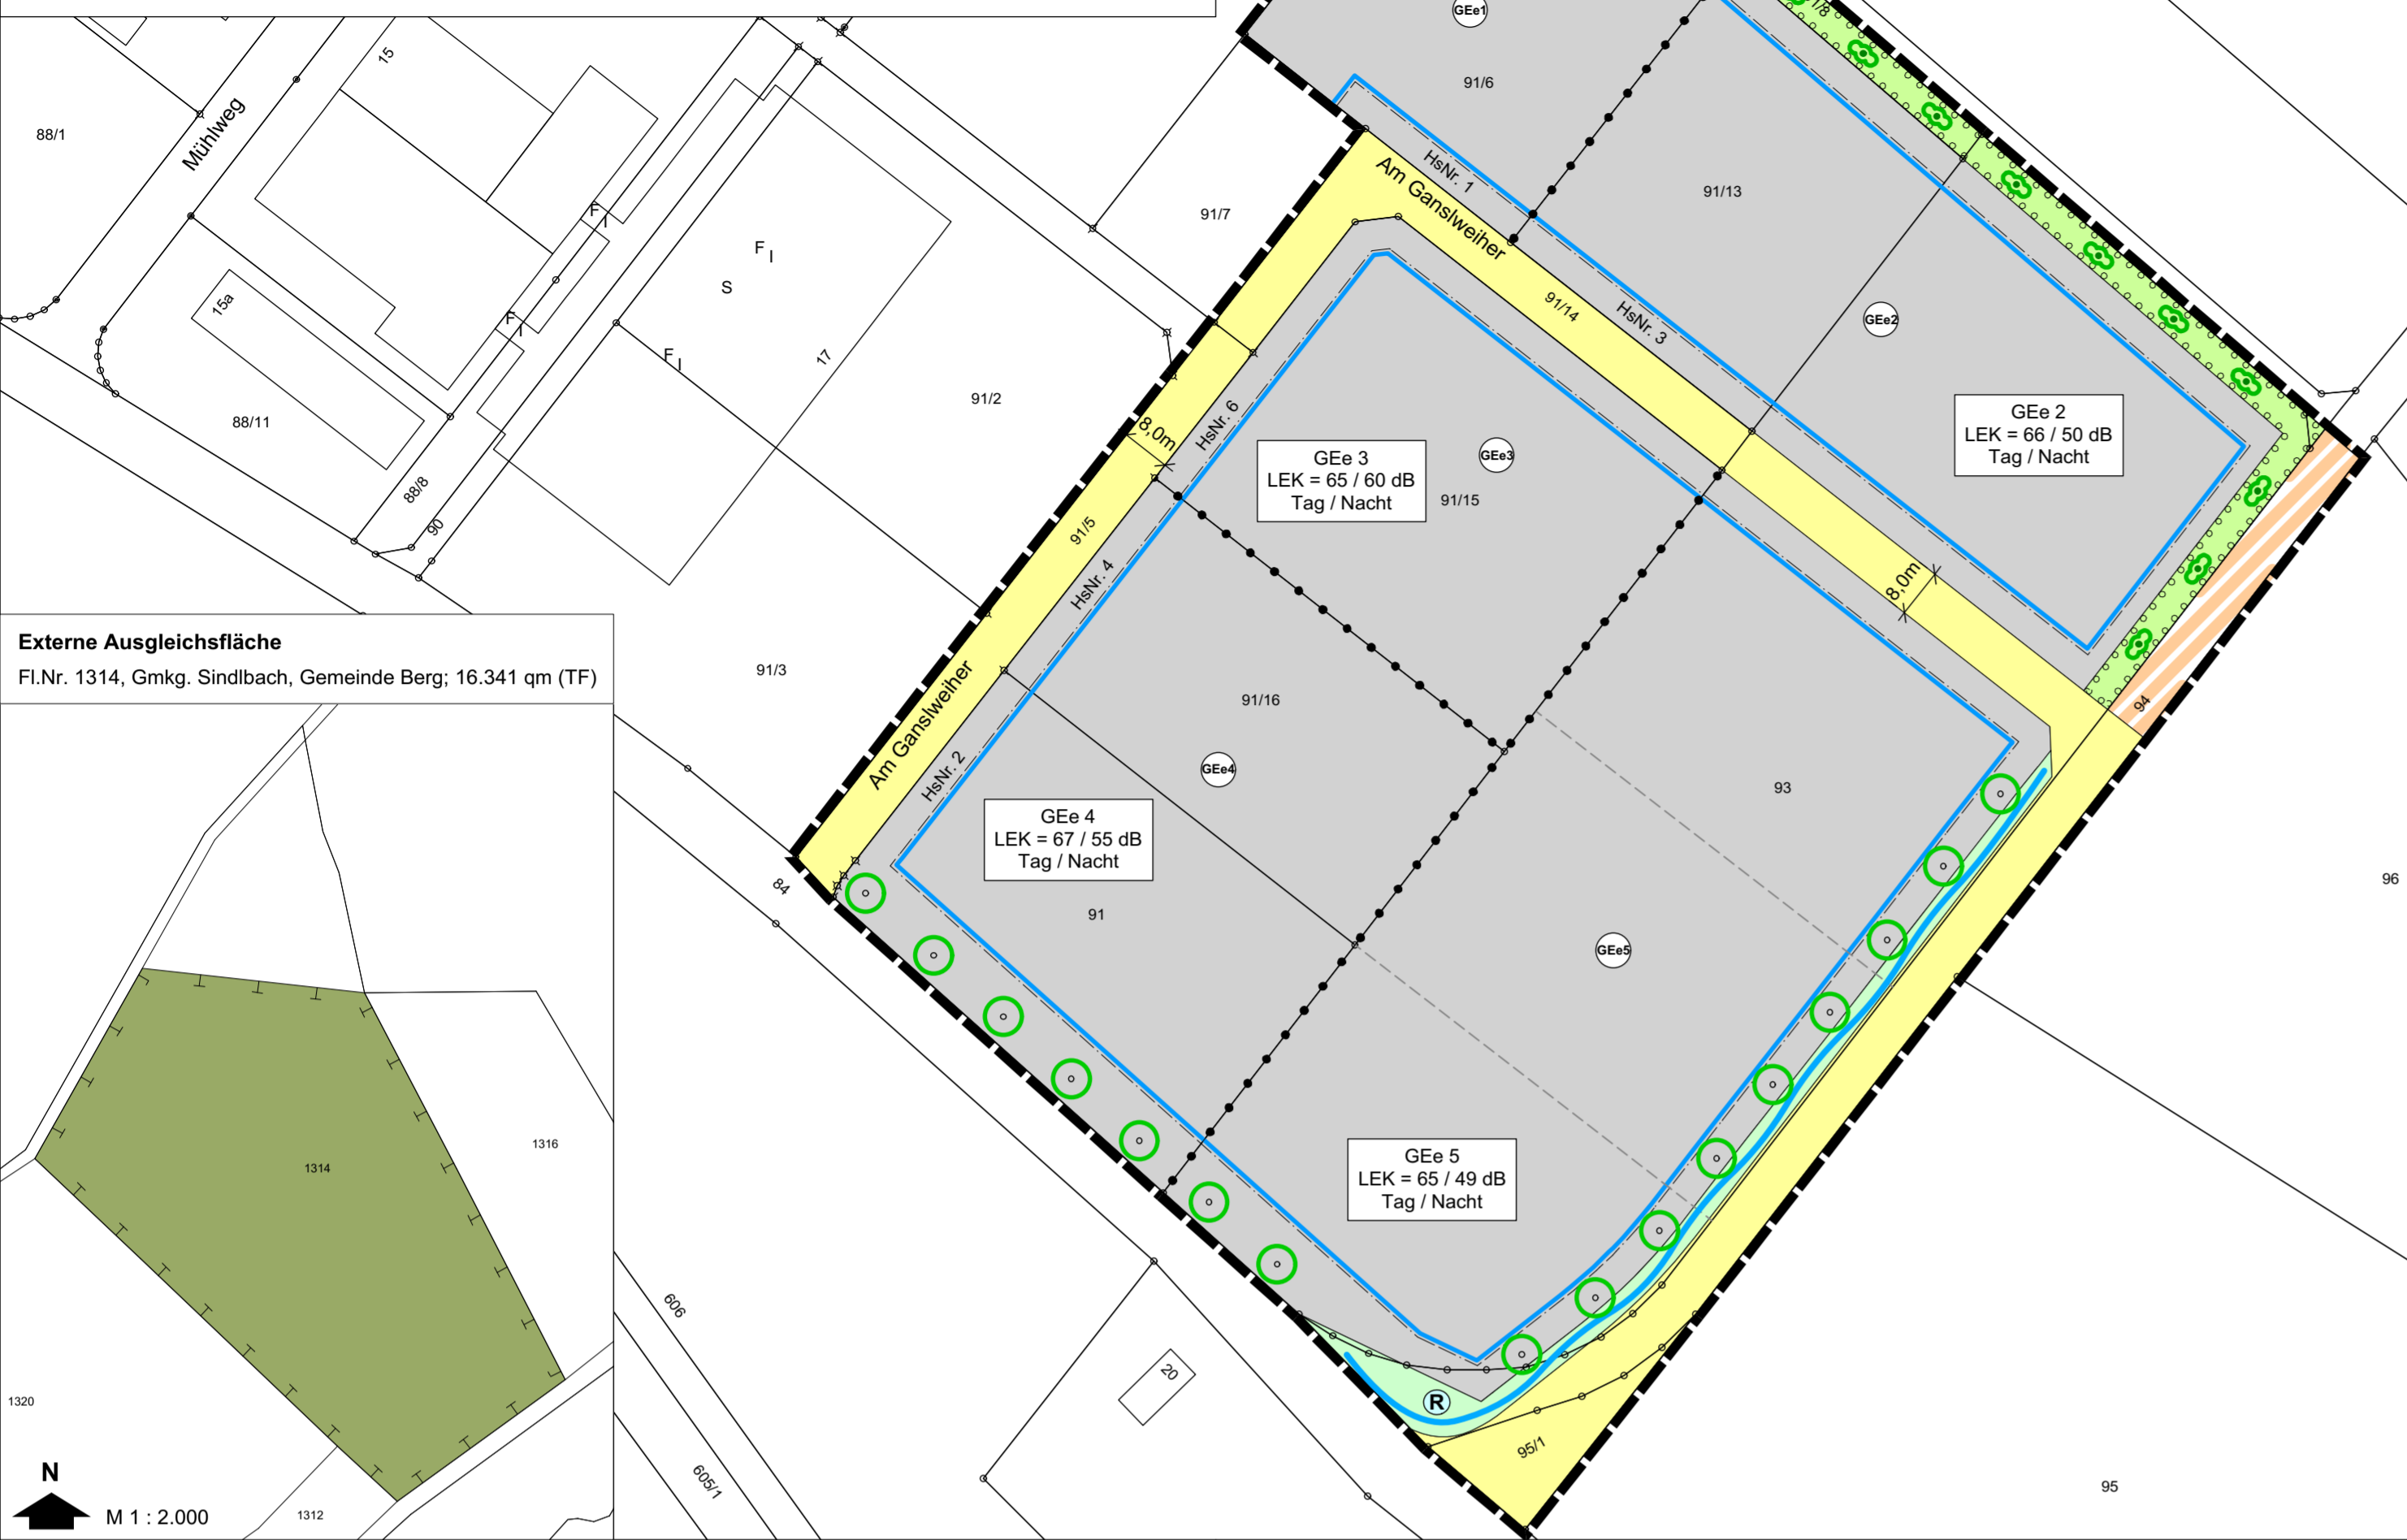 GEe1
1/8
15
91/6
88/1
Mühlweg
HsNr. 1
91/13
Am Ganslweiher
91/7
F
I
F
I
S
15a
91/14
HsNr. 3
GEe2
F
I
F
I
17
91/2
88/11
HsNr. 6
8,0m
GEe 2
LEK = 66 / 50 dB
Tag / Nacht
GEe 3
LEK = 65 / 60 dB
Tag / Nacht
GEe3
91/15
88/8
90
91/5
HsNr. 4
8,0m
Externe Ausgleichsfläche
Fl.Nr. 1314, Gmkg. Sindlbach, Gemeinde Berg; 16.341 qm (TF)
91/3
91/16
94
Am Ganslweiher
HsNr. 2
GEe4
93
GEe 4
LEK = 67 / 55 dB
Tag / Nacht
84
91
96
GEe5
1316
1314
GEe 5
LEK = 65 / 49 dB
Tag / Nacht
606
20
1320
R
95/1
605/1
95
N
M 1 : 2.000
1312